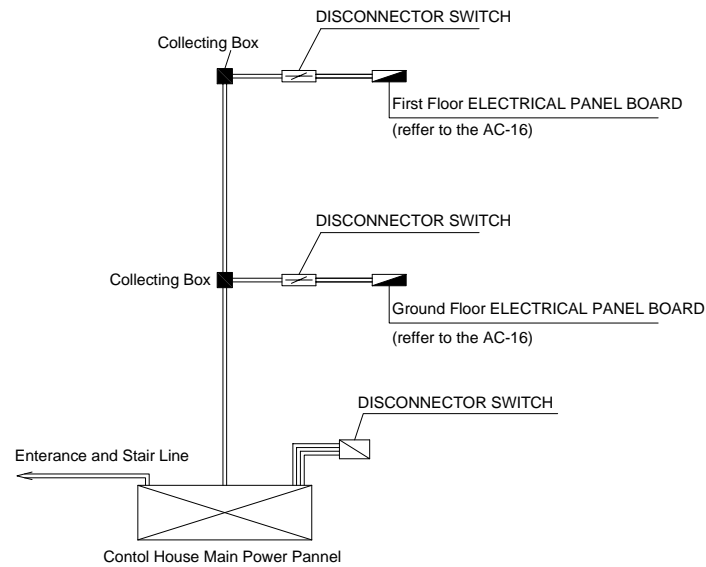 DISCONNECTOR SWITCH
Collecting Box
First Floor ELECTRICAL PANEL BOARD
(reffer to the AC-16)
DISCONNECTOR SWITCH
Collecting Box
Ground Floor ELECTRICAL PANEL BOARD
(reffer to the AC-16)
DISCONNECTOR SWITCH
Enterance and Stair Line
Contol House Main Power Pannel